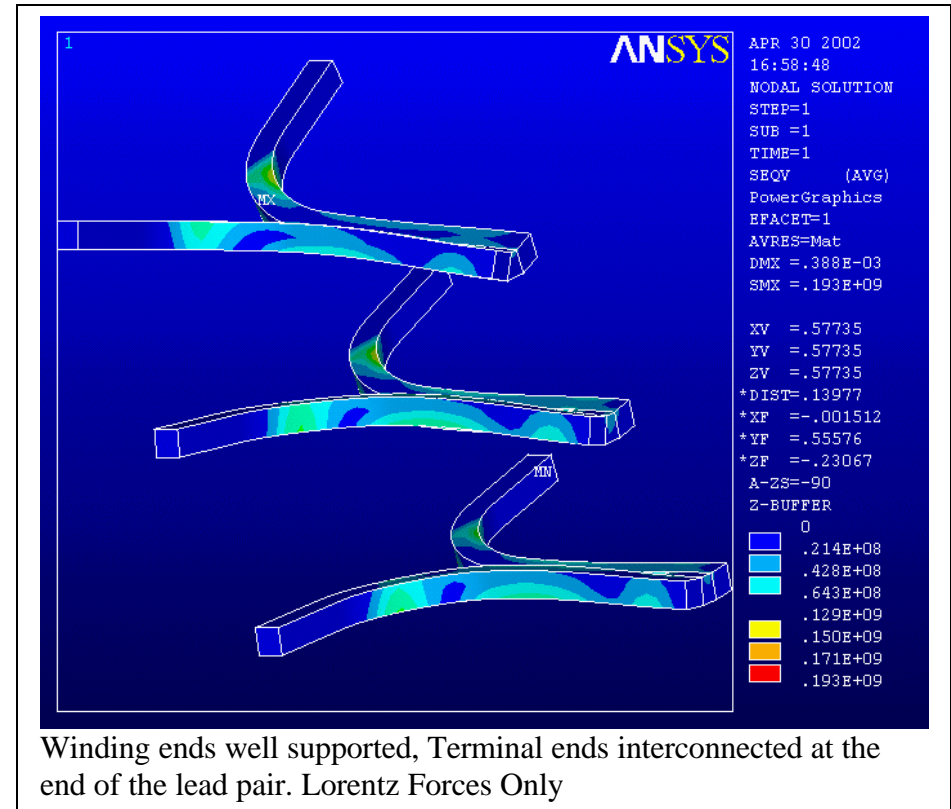 1
ANSYS
APR 30 2002
16:58:48
NODAL SOLUTION
STEP=1
SUB =1
TIME=1
SEQV (AVG)
PowerGraphics
EFACET=1
AVRES=Mat
DMX =.388E-03
SMX =.193E+09
XV =.57735
YV =.57735
ZV =.57735
*DIST=.13977
*XF =-.001512
*YF =.55576
*ZF =-.23067
A-ZS=-90
Z-BUFFER
0
.214E+08
.428E+08
.643E+08
.129E+09
.150E+09
.171E+09
.193E+09
MX
MN
Winding ends well supported, Terminal ends interconnected at the
end of the lead pair. Lorentz Forces Only